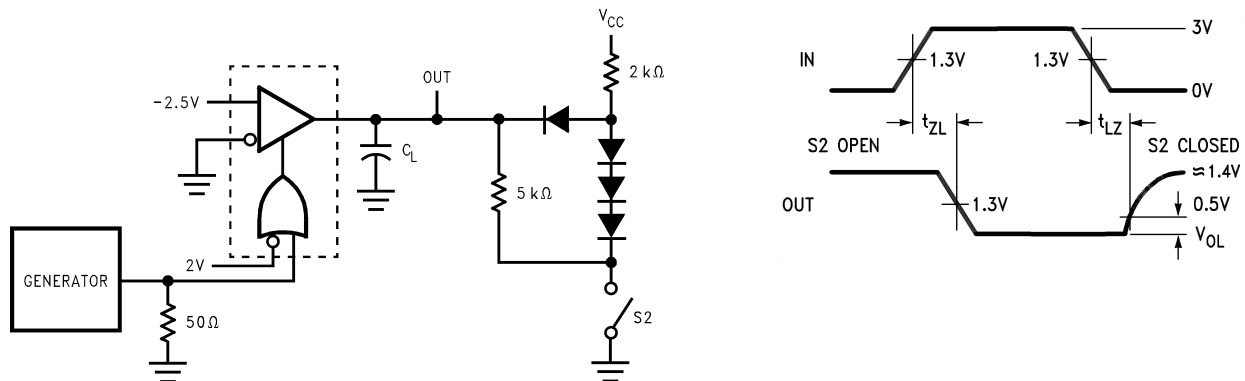 V_CC
2 kΩ
OUT
-2.5V
C_L
5 kΩ
2V
GENERATOR
50Ω
S2
3V
IN
1.3V
1.3V
0V
t_ZL
t_LZ
S2 OPEN
S2 CLOSED
≈1.4V
OUT
1.3V
0.5V
V_OL